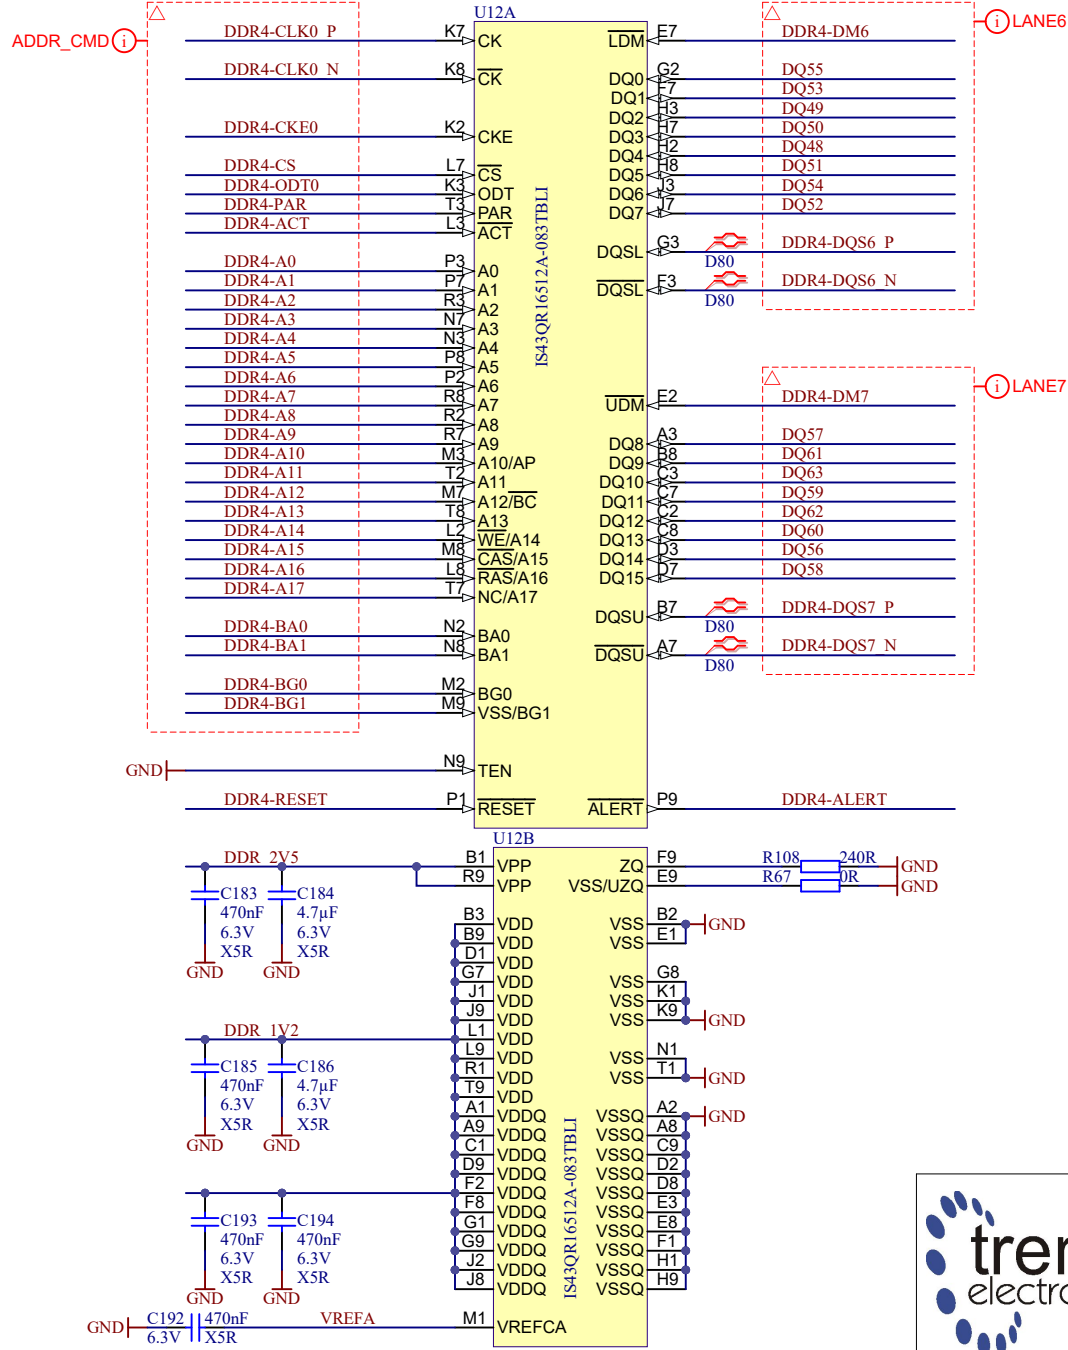 U12A
ADDR_CMD i
LANE6 i
DDR4-CLK0_P K7 CK
LDM E7 DDR4-DM6
DDR4-CLK0_N K8 CK
DQ0 G2 DQ55
DQ1 F7 DQ53
DQ2 H3 DQ49
DDR4-CKE0 K2 CKE
DQ3 H7 DQ50
DQ4 H2 DQ48
DDR4-CS L7 CS
DQ5 H8 DQ51
DDR4-ODT0 K3 ODT
DQ6 J3 DQ54
DDR4-PAR T3 PAR
DQ7 J7 DQ52
DDR4-ACT L3 ACT
DQSL G3 D80 DDR4-DQS6_P
DDR4-A0 P3 A0
DDR4-A1 P7 A1
DQSL F3 D80 DDR4-DQS6_N
DDR4-A2 R3 A2
DDR4-A3 N7 A3
DDR4-A4 N3 A4
DDR4-A5 P8 A5
DDR4-A6 P2 A6
IS43QR16512A-083TBLI
LANE7 i
DDR4-A7 R8 A7
UDM E2 DDR4-DM7
DDR4-A8 R2 A8
DDR4-A9 R7 A9
DQ8 A3 DQ57
DDR4-A10 M3 A10/AP
DQ9 B8 DQ61
DDR4-A11 T2 A11
DQ10 C3 DQ63
DDR4-A12 M7 A12/BC
DQ11 C7 DQ59
DDR4-A13 T8 A13
DQ12 C2 DQ62
DDR4-A14 L2 WE/A14
DQ13 C8 DQ60
DDR4-A15 M8 CAS/A15
DQ14 D3 DQ56
DDR4-A16 L8 RAS/A16
DQ15 D7 DQ58
DDR4-A17 T7 NC/A17
DQSU B7 D80 DDR4-DQS7_P
DDR4-BA0 N2 BA0
DDR4-BA1 N8 BA1
DQSU A7 D80 DDR4-DQS7_N
DDR4-BG0 M2 BG0
DDR4-BG1 M9 VSS/BG1
GND N9 TEN
DDR4-RESET P1 RESET
ALERT P9 DDR4-ALERT
U12B
DDR_2V5 B1 VPP
ZQ F9 R108 240R GND
R9 VPP
VSS/UZQ E9 R67 0R GND
C183 470nF 6.3V X5R GND
C184 4.7µF 6.3V X5R GND
B3 VDD
VSS B2 GND
B9 VDD
VSS E1
D1 VDD
G7 VDD
VSS G8
J1 VDD
VSS K1
J9 VDD
VSS K9 GND
DDR_1V2 L1 VDD
L9 VDD
VSS N1
R1 VDD
VSS T1 GND
T9 VDD
C185 470nF 6.3V X5R GND
C186 4.7µF 6.3V X5R GND
A1 VDDQ
VSSQ A2 GND
A9 VDDQ
VSSQ A8
C1 VDDQ
VSSQ C9
D9 VDDQ
VSSQ D2
F2 VDDQ
VSSQ D8
F8 VDDQ
VSSQ E3
G1 VDDQ
VSSQ E8
G9 VDDQ
VSSQ F1
J2 VDDQ
VSSQ H1
J8 VDDQ
VSSQ H9
IS43QR16512A-083TBLI
C193 470nF 6.3V X5R GND
C194 470nF 6.3V X5R GND
GND C192 470nF 6.3V X5R VREFA M1 VREFCA
tren
electro